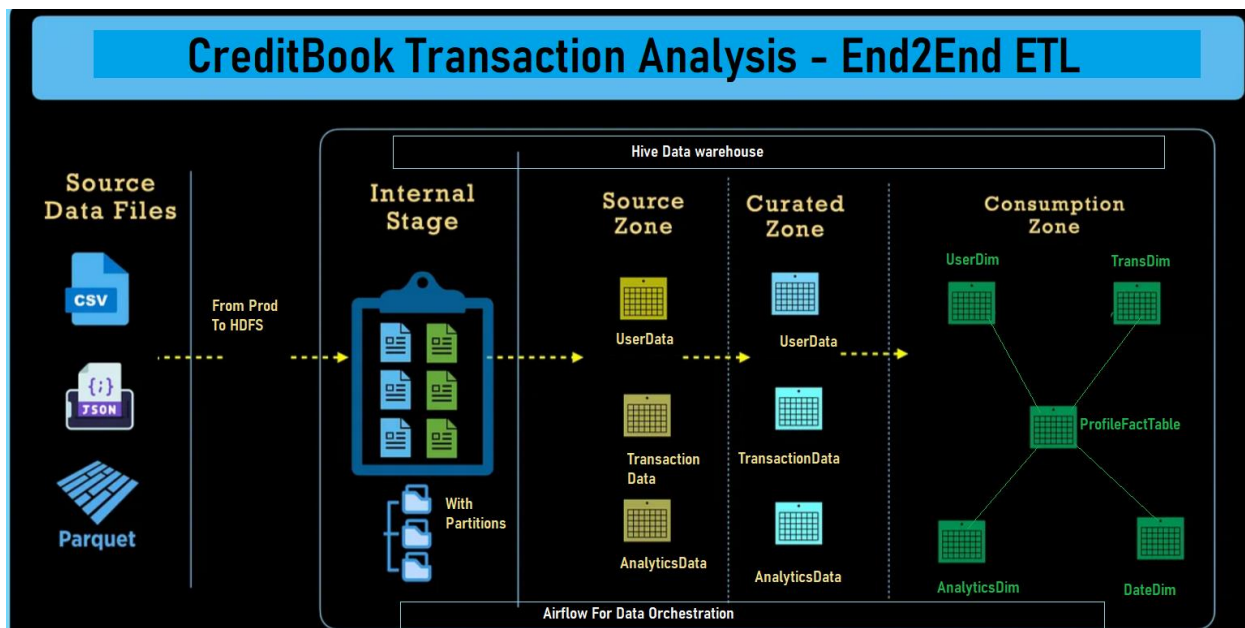 CreditBook Transaction Analysis - End2End ETL
Hive Data warehouse
Source
Data Files
CSV
{;}
JSON
Parquet
From Prod
To HDFS
Internal
Stage
With
Partitions
Source
Zone
UserData
Transaction
Data
AnalyticsData
Curated
Zone
UserData
TransactionData
AnalyticsData
Consumption
Zone
UserDim
TransDim
ProfileFactTable
AnalyticsDim
DateDim
Airflow For Data Orchestration